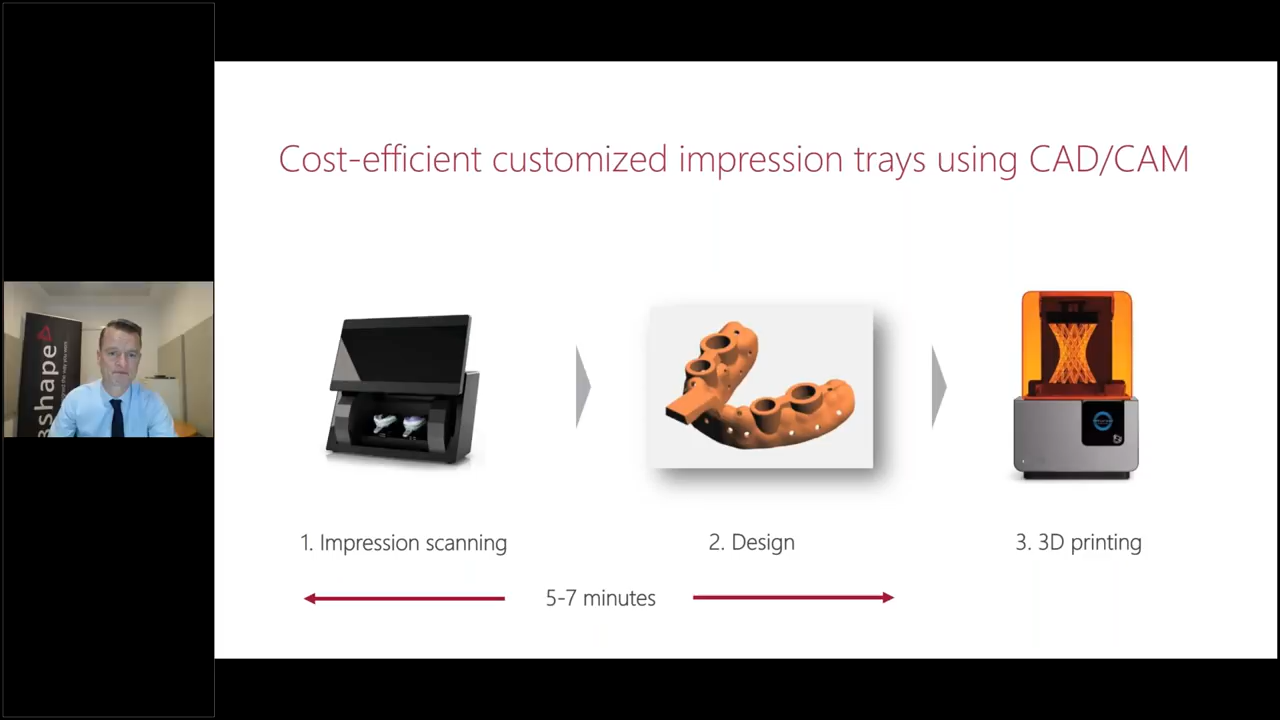 Cost-efficient customized impression trays using CAD/CAM
3shape
1. Impression scanning
2. Design
3. 3D printing
5-7 minutes